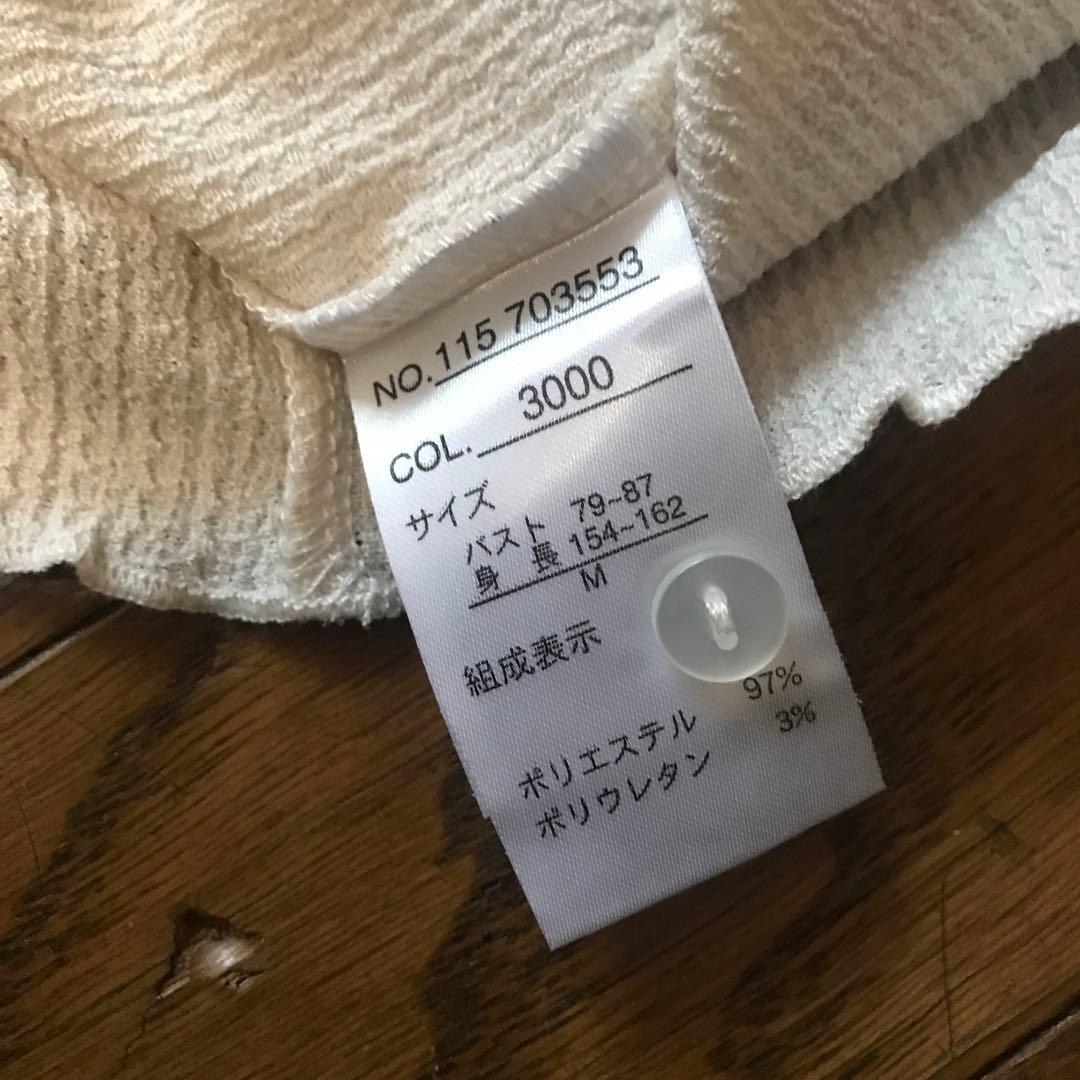 NO.115 703553
COL. 3000
サイズ
バスト 79~87
身 長 154~162
M
組成表示
97%
ポリエステル
3%
ポリウレタン